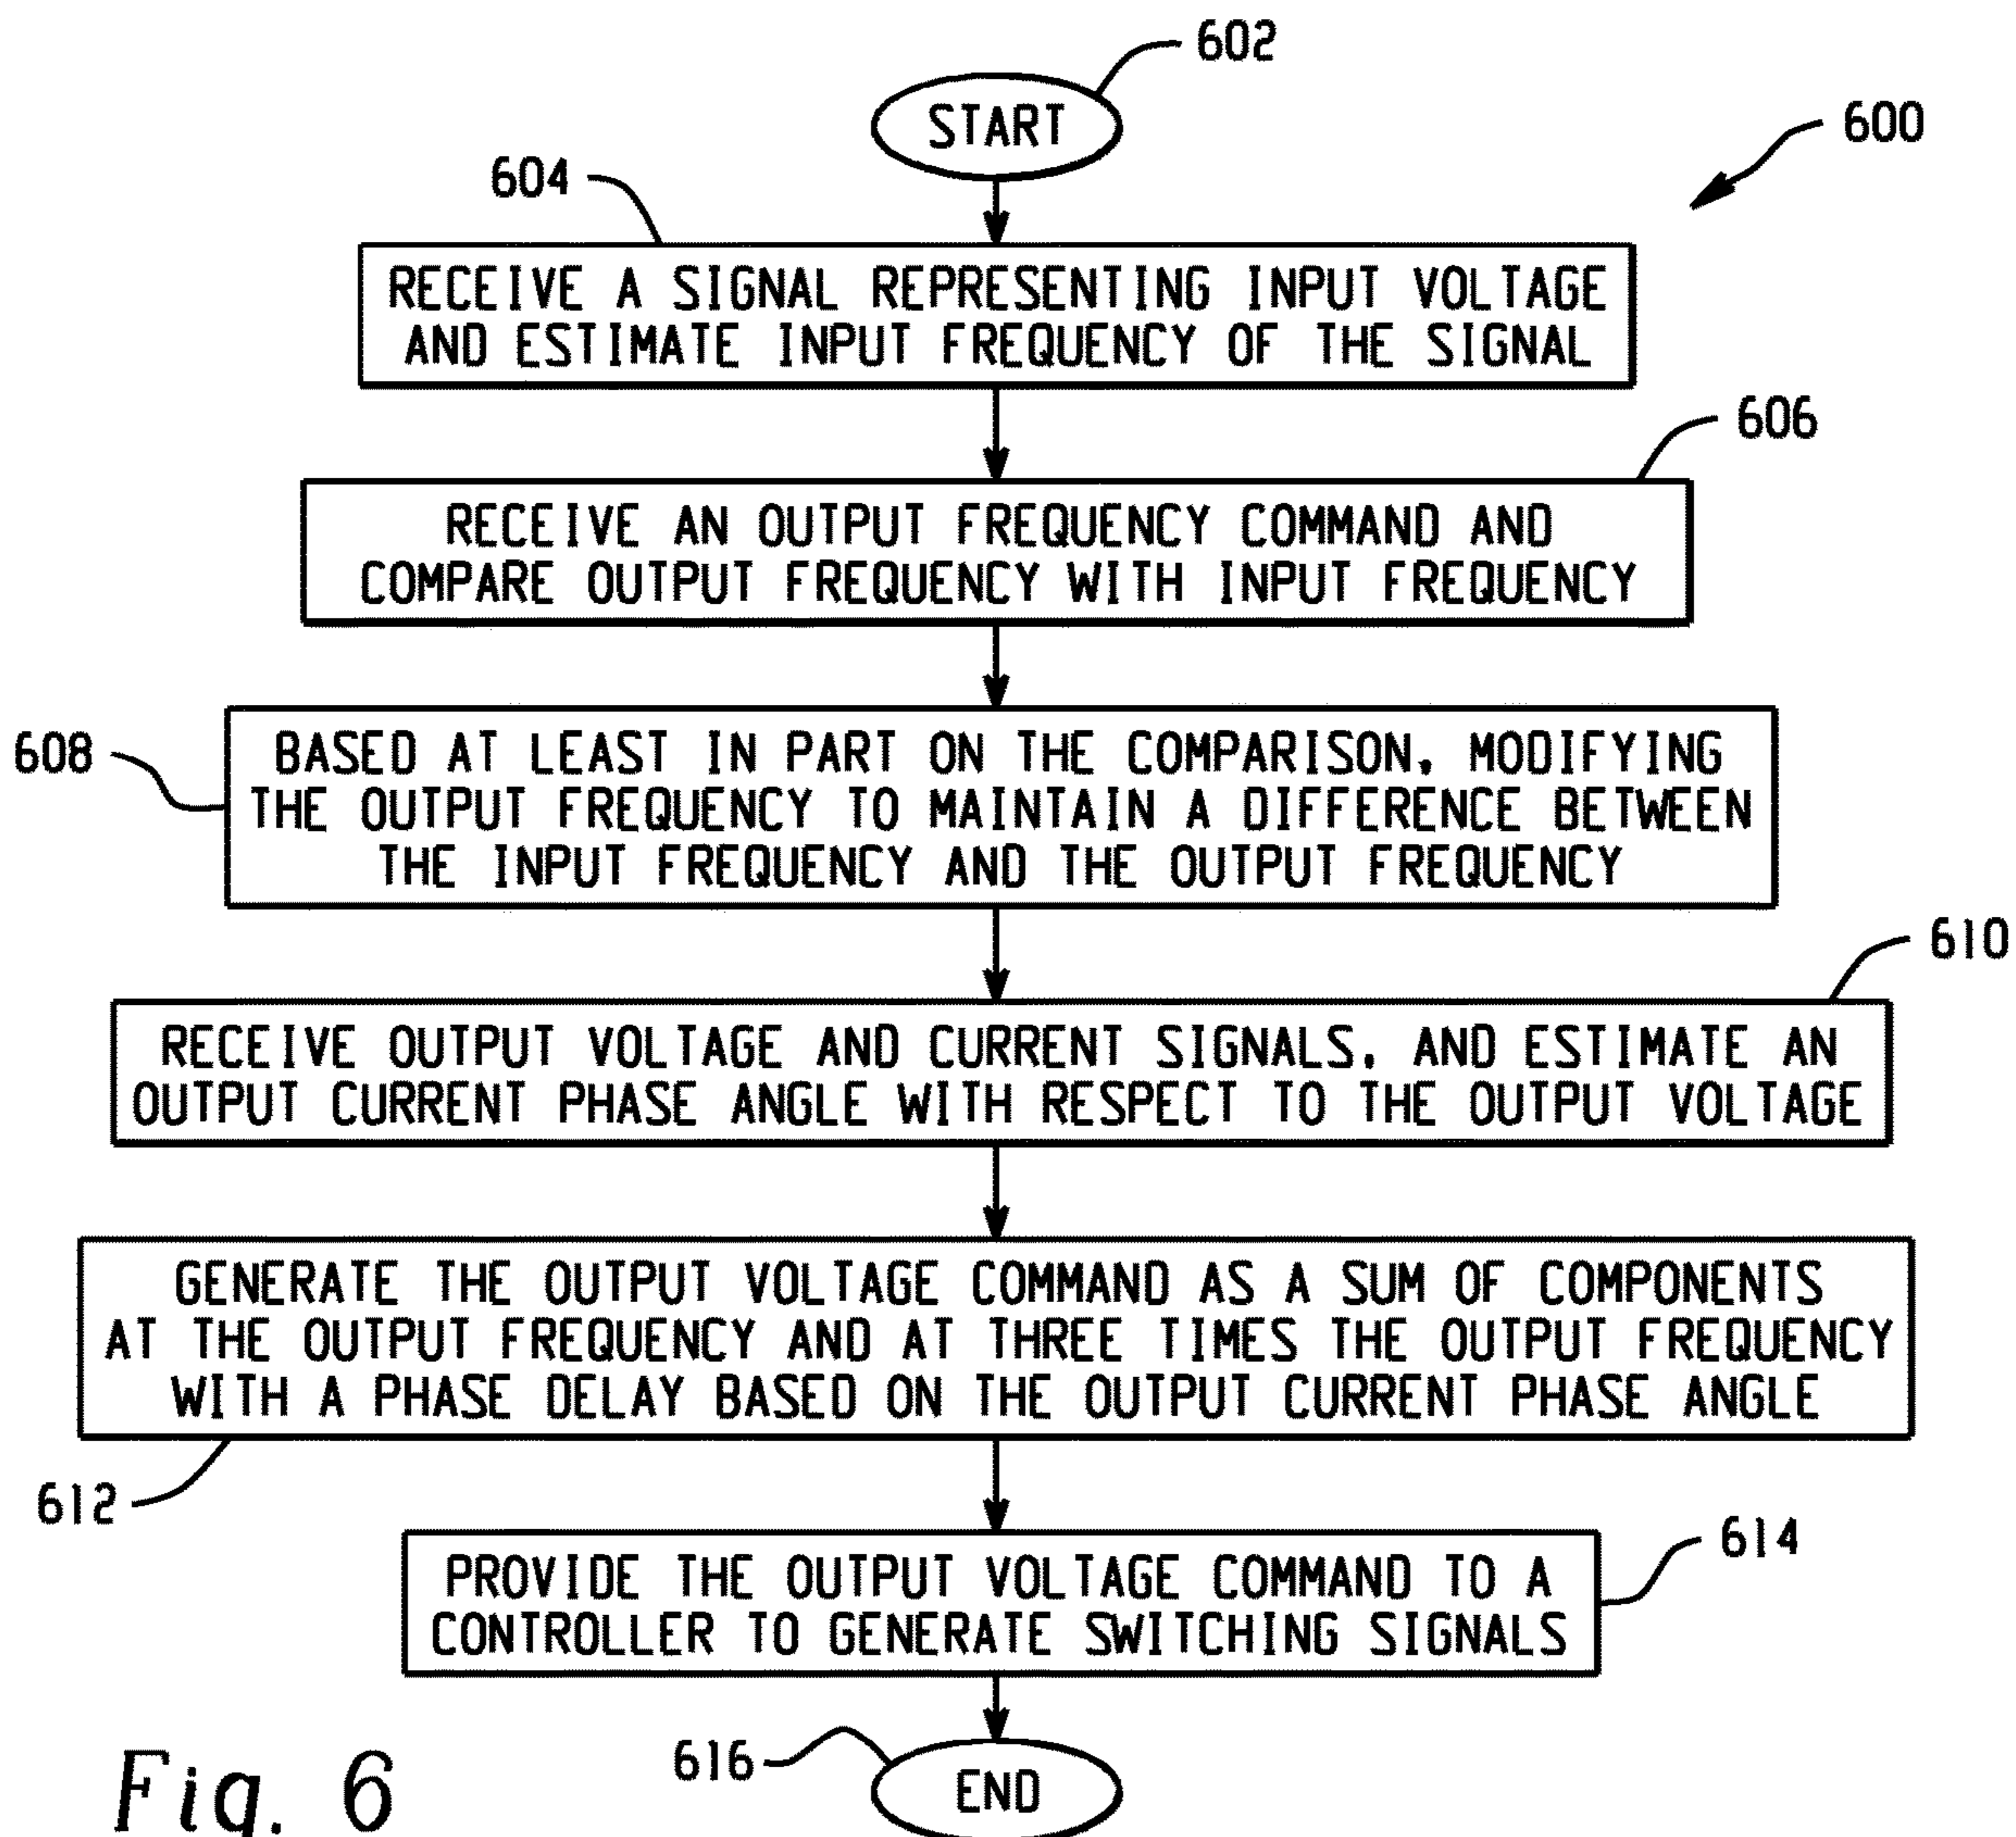 602
START
600
604
RECEIVE A SIGNAL REPRESENTING INPUT VOLTAGE
AND ESTIMATE INPUT FREQUENCY OF THE SIGNAL
606
RECEIVE AN OUTPUT FREQUENCY COMMAND AND
COMPARE OUTPUT FREQUENCY WITH INPUT FREQUENCY
608
BASED AT LEAST IN PART ON THE COMPARISON, MODIFYING
THE OUTPUT FREQUENCY TO MAINTAIN A DIFFERENCE BETWEEN
THE INPUT FREQUENCY AND THE OUTPUT FREQUENCY
610
RECEIVE OUTPUT VOLTAGE AND CURRENT SIGNALS, AND ESTIMATE AN
OUTPUT CURRENT PHASE ANGLE WITH RESPECT TO THE OUTPUT VOLTAGE
GENERATE THE OUTPUT VOLTAGE COMMAND AS A SUM OF COMPONENTS
AT THE OUTPUT FREQUENCY AND AT THREE TIMES THE OUTPUT FREQUENCY
WITH A PHASE DELAY BASED ON THE OUTPUT CURRENT PHASE ANGLE
612
614
PROVIDE THE OUTPUT VOLTAGE COMMAND TO A
CONTROLLER TO GENERATE SWITCHING SIGNALS
616
END
Fig. 6